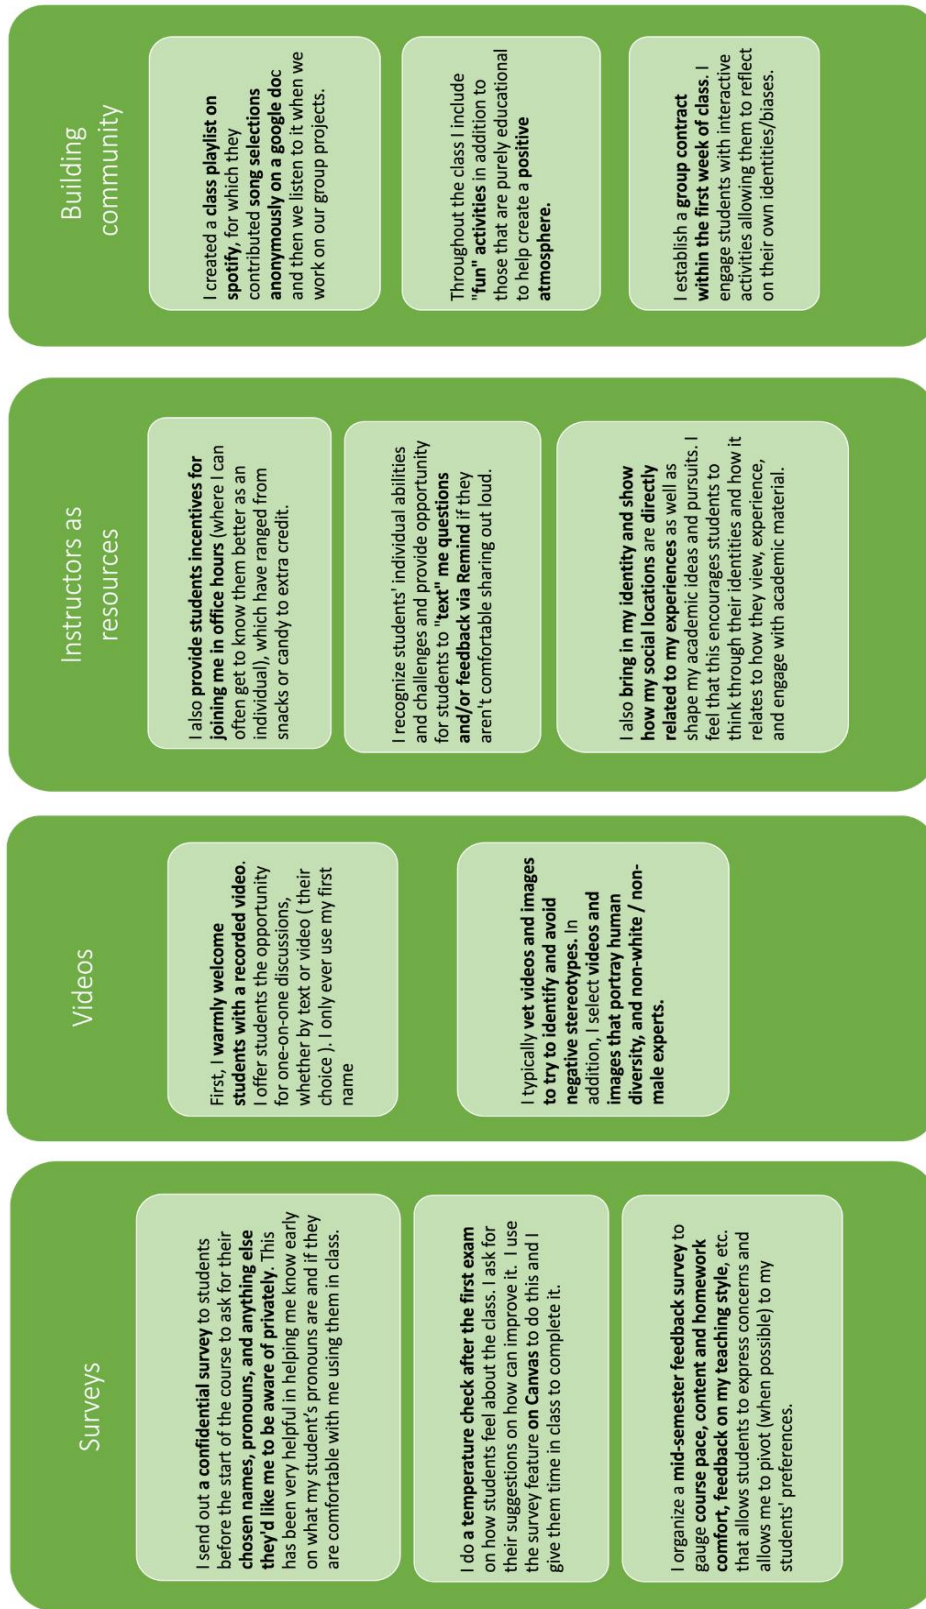 Surveys
I send out a confidential survey to students
before the start of the course to ask for their
chosen names, pronouns, and anything else
they'd like me to be aware of privately. This
has been very helpful in helping me know early
on what my student's pronouns are and if they
are comfortable with me using them in class.
I do a temperature check after the first exam
on how students feel about the class. I ask for
their suggestions on how can improve it. I use
the survey feature on Canvas to do this and I
give them time in class to complete it.
I organize a mid-semester feedback survey to
gauge course pace, content and homework
comfort, feedback on my teaching style, etc.
that allows students to express concerns and
allows me to pivot (when possible) to my
students' preferences.
Videos
First, I warmly welcome
students with a recorded video.
I offer students the opportunity
for one-on-one discussions,
whether by text or video ( their
choice ). I only ever use my first
name
I typically vet videos and images
to try to identify and avoid
negative stereotypes. In
addition, I select videos and
images that portray human
diversity, and non-white / non-
male experts.
Instructors as
resources
I also provide students incentives for
joining me in office hours (where I can
often get to know them better as an
individual), which have ranged from
snacks or candy to extra credit.
I recognize students' individual abilities
and challenges and provide opportunity
for students to "text" me questions
and/or feedback via Remind if they
aren't comfortable sharing out loud.
I also bring in my identity and show
how my social locations are directly
related to my experiences as well as
shape my academic ideas and pursuits. I
feel that this encourages students to
think through their identities and how it
relates to how they view, experience,
and engage with academic material.
Building
community
I created a class playlist on
spotify, for which they
contributed song selections
anonymously on a google doc
and then we listen to it when we
work on our group projects.
Throughout the class I include
"fun" activities in addition to
those that are purely educational
to help create a positive
atmosphere.
I establish a group contract
within the first week of class. I
engage students with interactive
activities allowing them to reflect
on their own identities/biases.